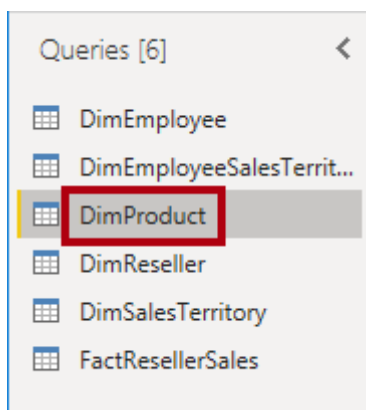 Queries [6]
DimEmployee
DimEmployeeSalesTerrit...
DimProduct
DimReseller
DimSalesTerritory
FactResellerSales